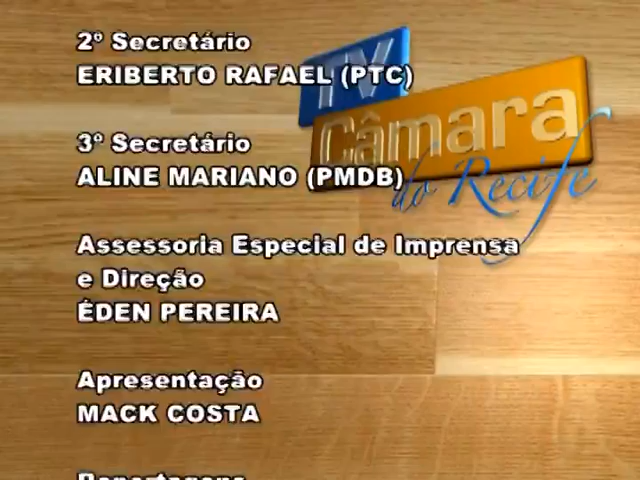 2º Secretário
ERIBERTO RAFAEL (PTC)
3º Secretário
ALINE MARIANO (PMDB)
Assessoria Especial de Imprensa
e Direção
ÉDEN PEREIRA
Apresentação
MACK COSTA
Reportagens
TV
Câmara
do Recife